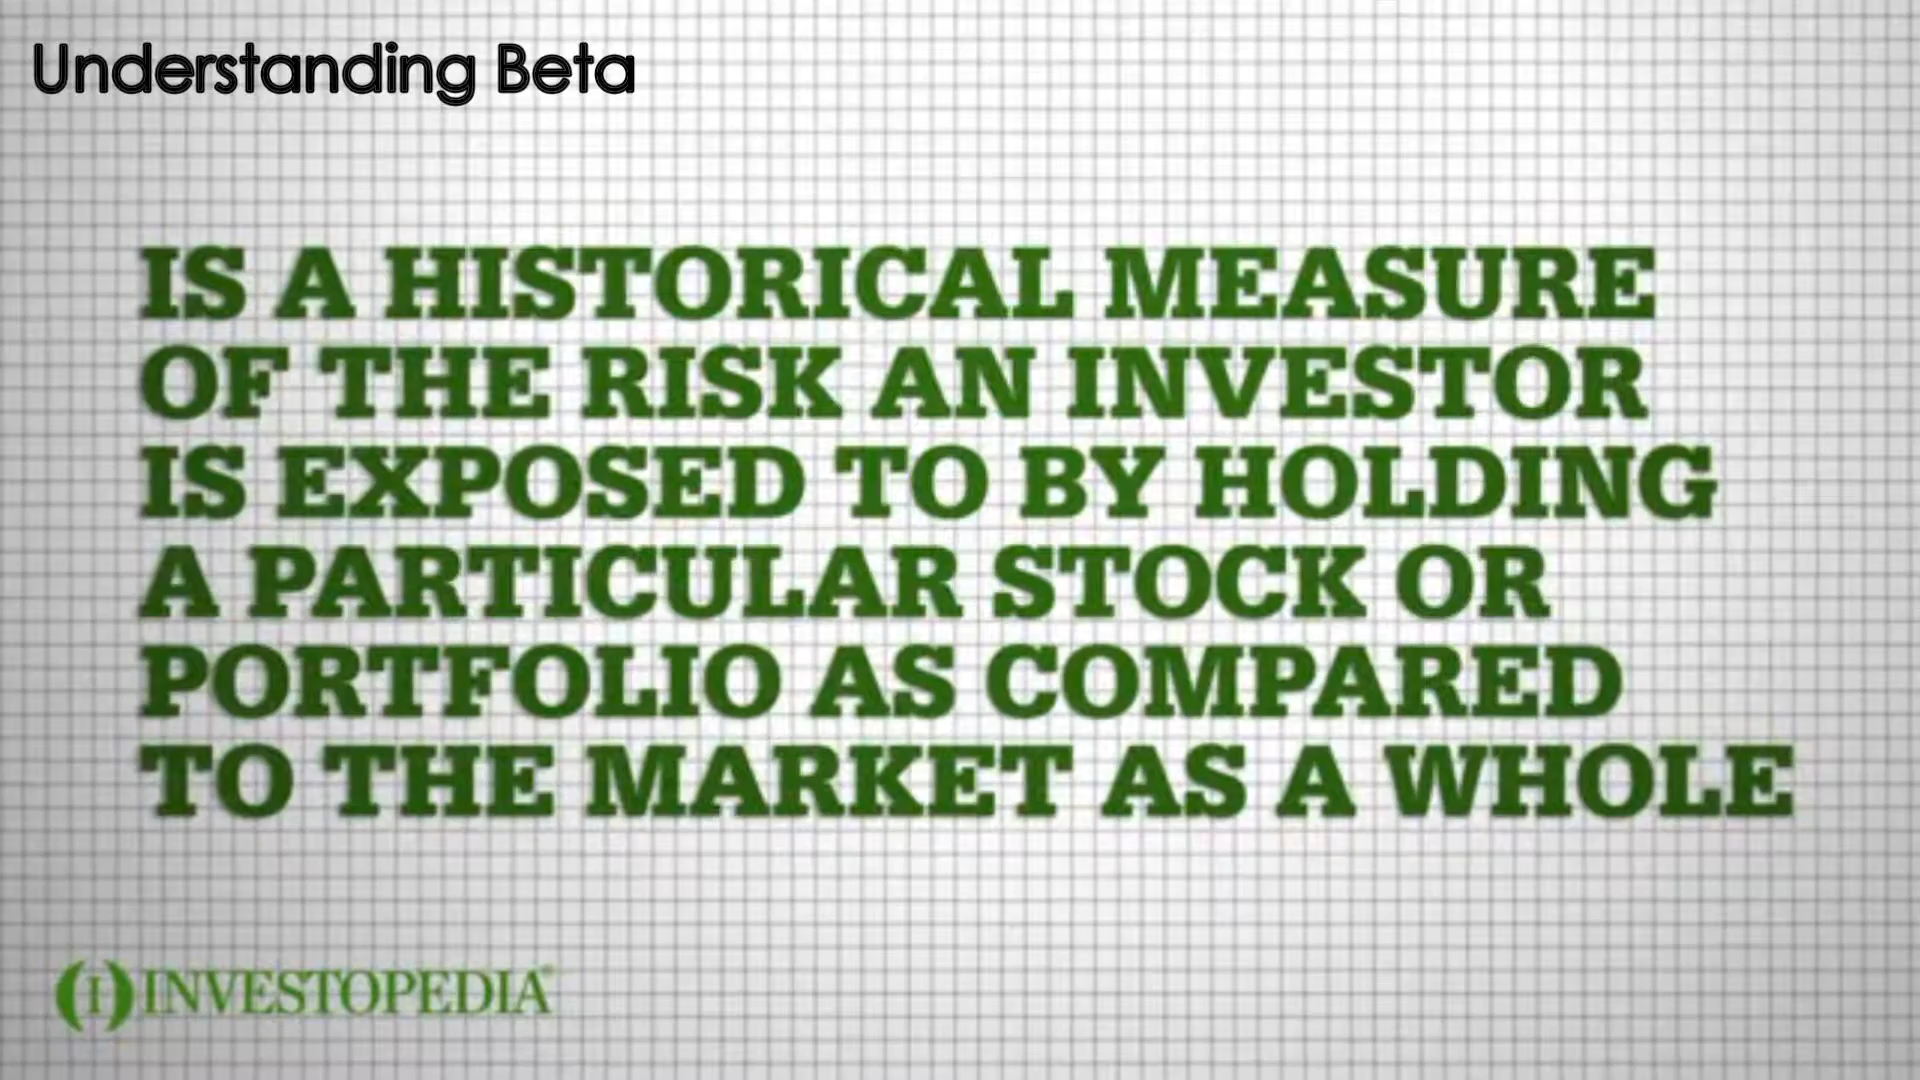 Understanding Beta
IS A HISTORICAL MEASURE
OF THE RISK AN INVESTOR
IS EXPOSED TO BY HOLDING
A PARTICULAR STOCK OR
PORTFOLIO AS COMPARED
TO THE MARKET AS A WHOLE
(I) INVESTOPEDIA®